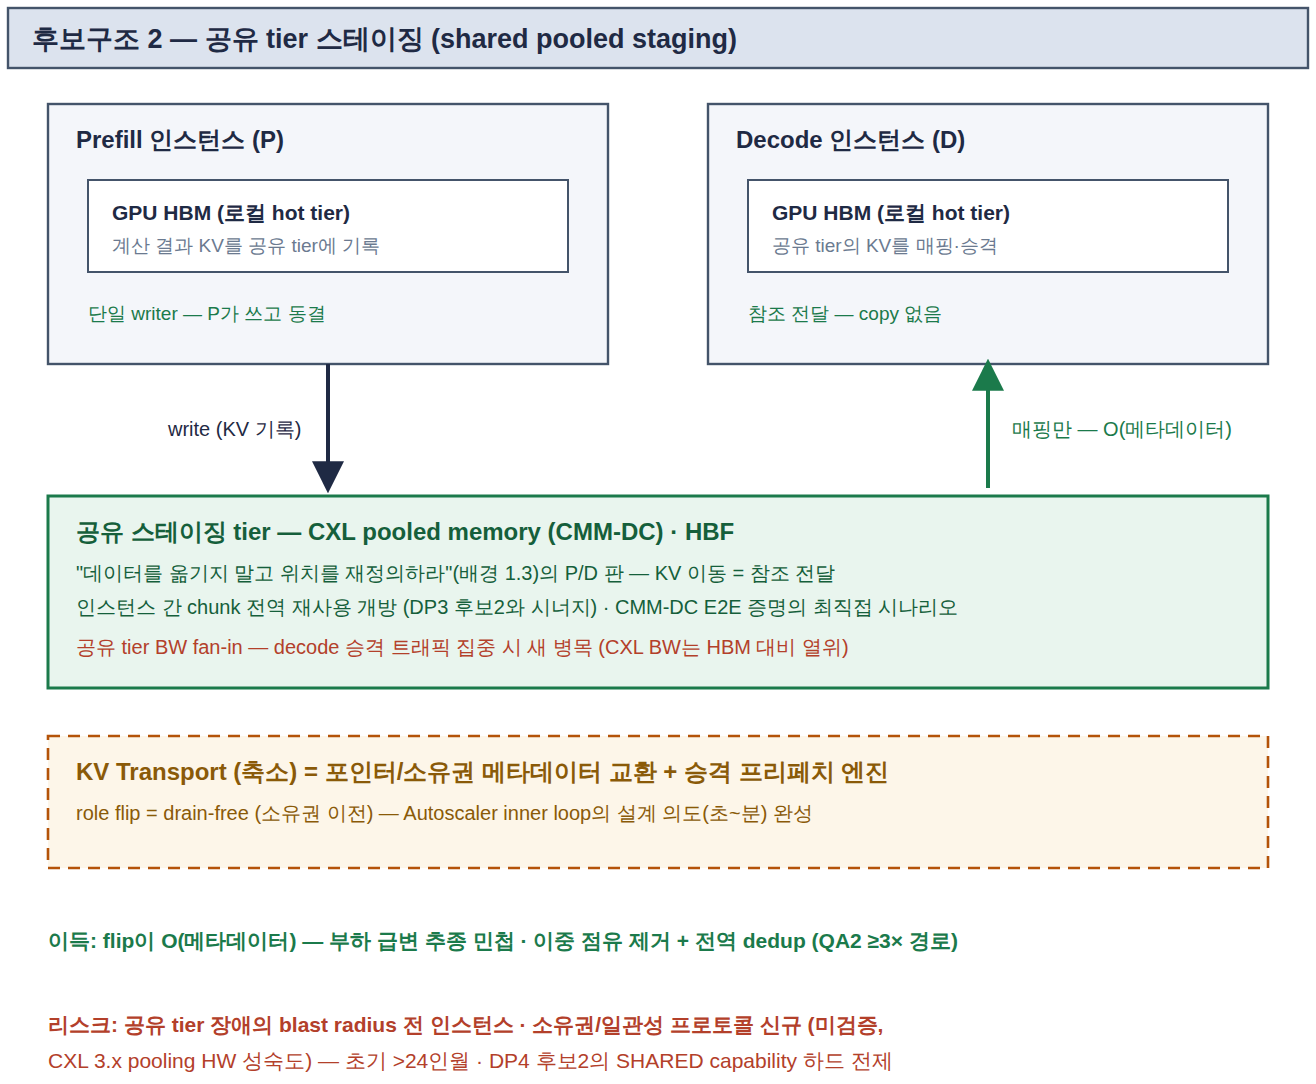 후보구조 2 — 공유 tier 스테이징 (shared pooled staging)
Prefill 인스턴스 (P)
GPU HBM (로컬 hot tier)
계산 결과 KV를 공유 tier에 기록
단일 writer — P가 쓰고 동결
Decode 인스턴스 (D)
GPU HBM (로컬 hot tier)
공유 tier의 KV를 매핑·승격
참조 전달 — copy 없음
write (KV 기록)
매핑만 — O(메타데이터)
공유 스테이징 tier — CXL pooled memory (CMM-DC) · HBF
"데이터를 옮기지 말고 위치를 재정의하라"(배경 1.3)의 P/D 판 — KV 이동 = 참조 전달
인스턴스 간 chunk 전역 재사용 개방 (DP3 후보2와 시너지) · CMM-DC E2E 증명의 최직접 시나리오
공유 tier BW fan-in — decode 승격 트래픽 집중 시 새 병목 (CXL BW는 HBM 대비 열위)
KV Transport (축소) = 포인터/소유권 메타데이터 교환 + 승격 프리페치 엔진
role flip = drain-free (소유권 이전) — Autoscaler inner loop의 설계 의도(초~분) 완성
이득: flip이 O(메타데이터) — 부하 급변 추종 민첩 · 이중 점유 제거 + 전역 dedup (QA2 ≥3× 경로)
리스크: 공유 tier 장애의 blast radius 전 인스턴스 · 소유권/일관성 프로토콜 신규 (미검증,
CXL 3.x pooling HW 성숙도) — 초기 >24인월 · DP4 후보2의 SHARED capability 하드 전제